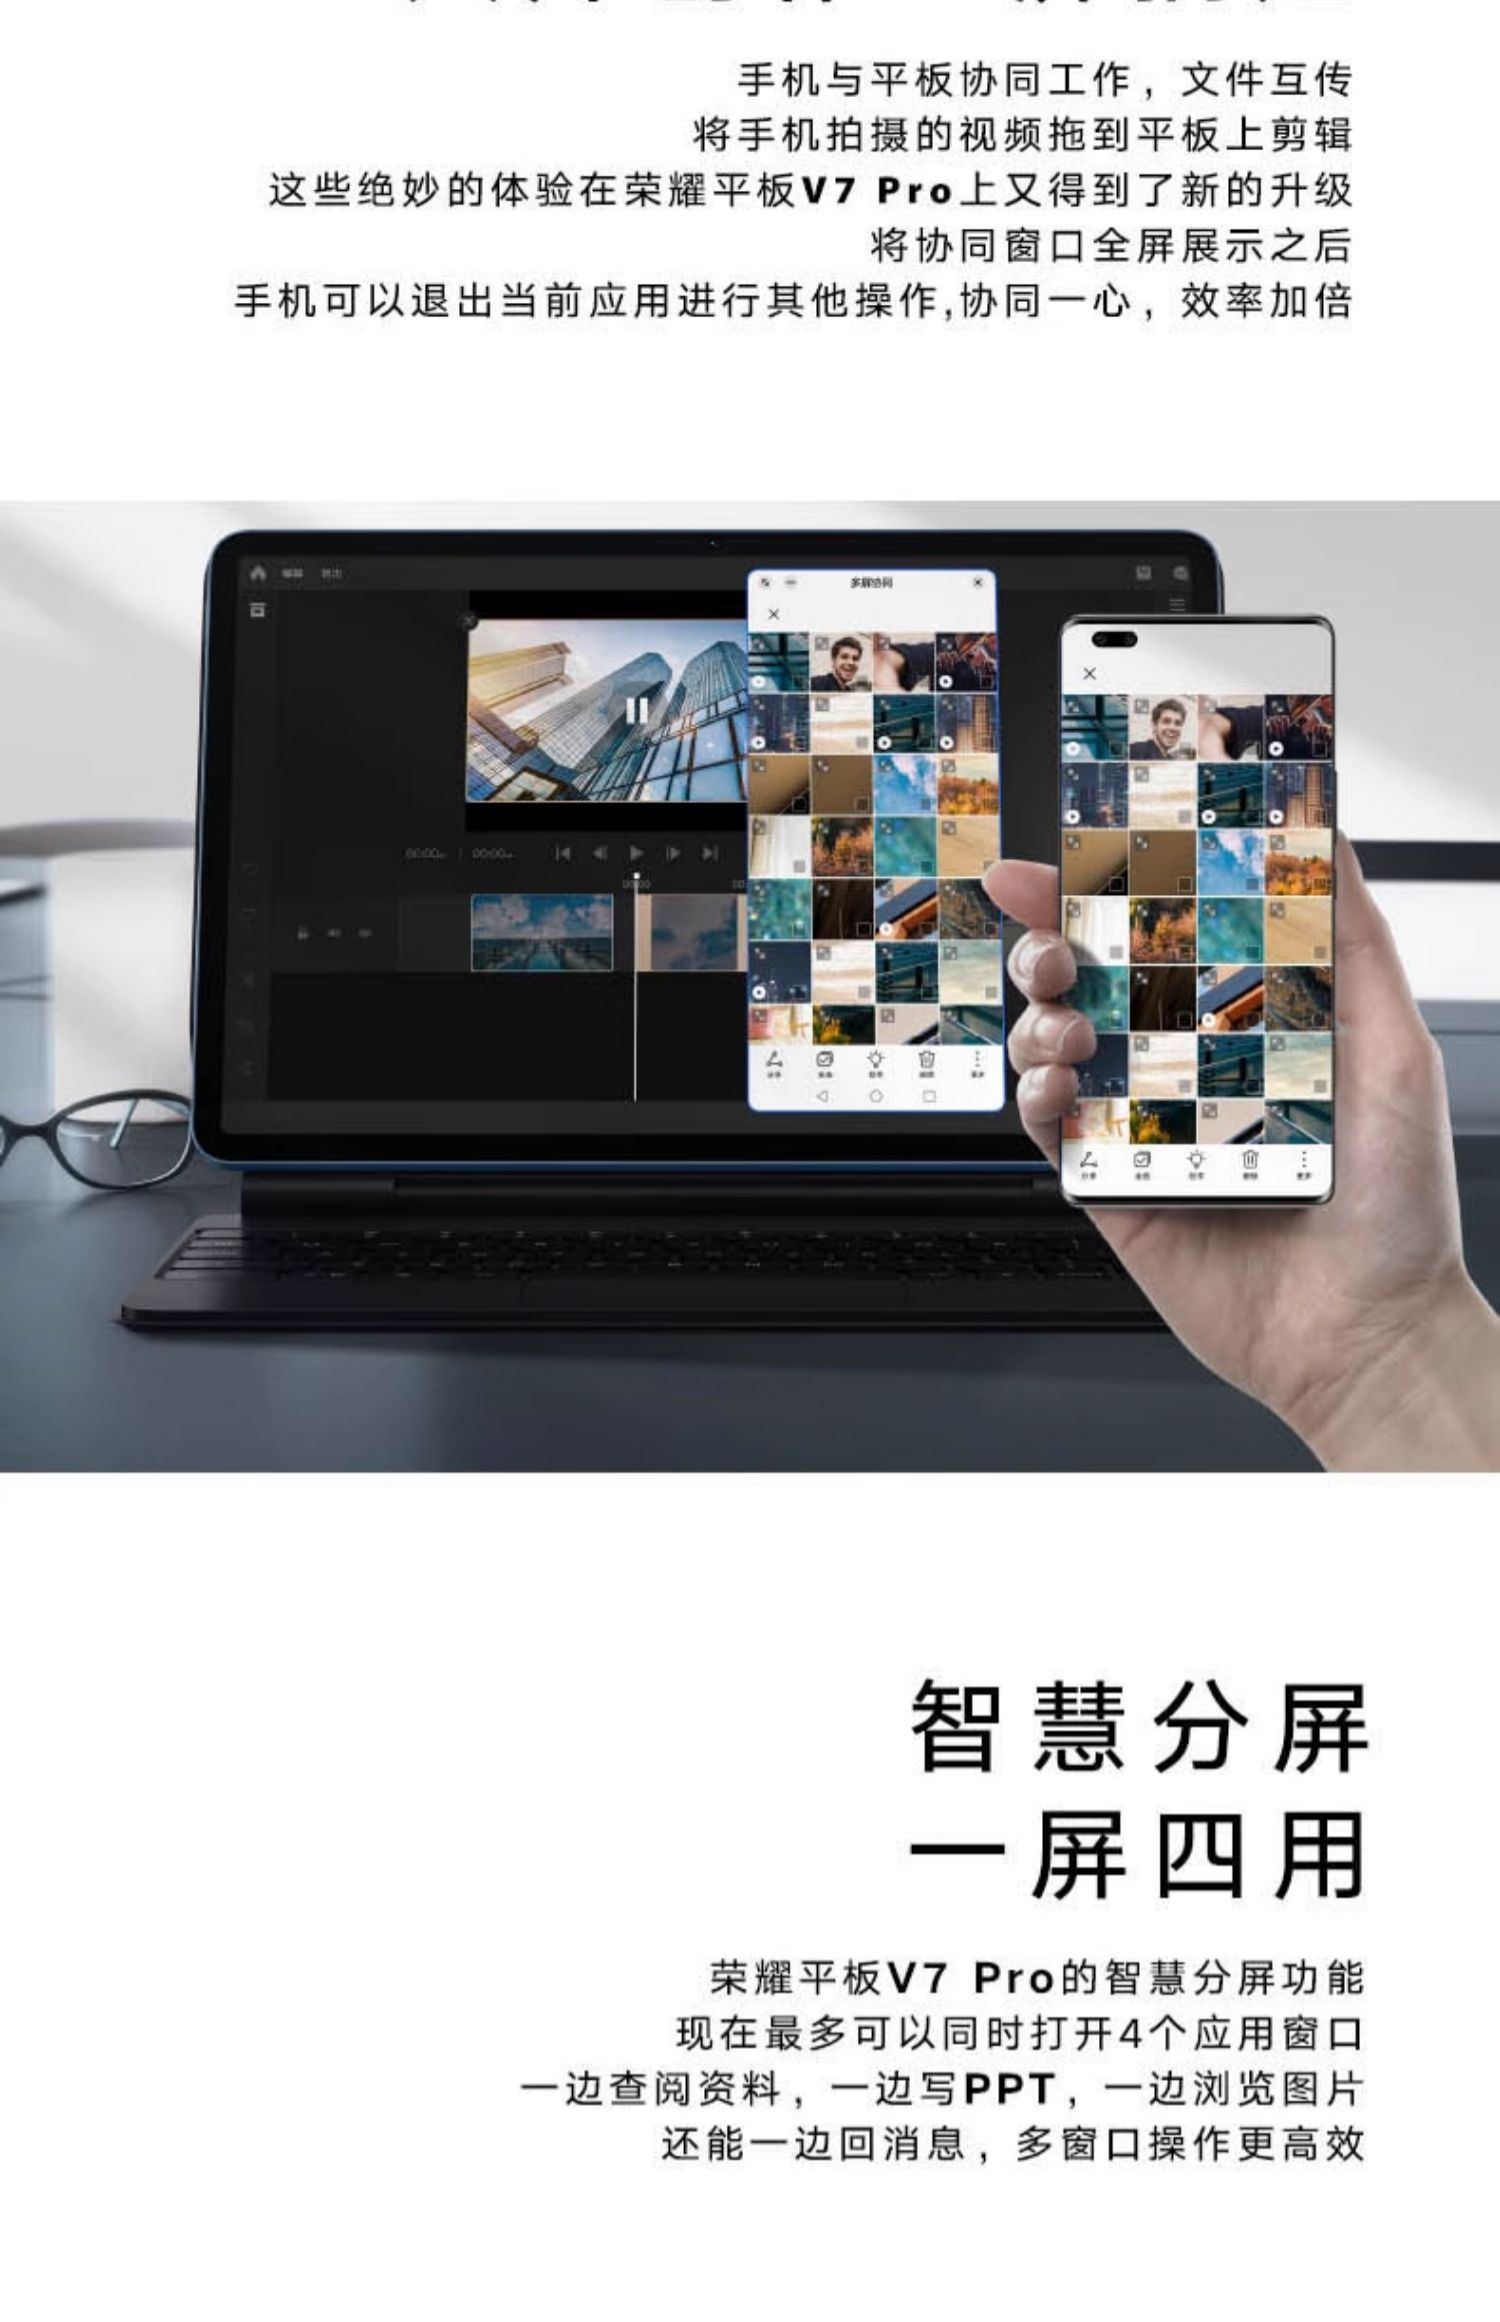 手机与平板协同工作，文件互传
将手机拍摄的视频拖到平板上剪辑
这些绝妙的体验在荣耀平板V7 Pro上又得到了新的升级
将协同窗口全屏展示之后
手机可以退出当前应用进行其他操作,协同一心，效率加倍
多屏协同
智慧分屏
一屏四用
荣耀平板V7 Pro的智慧分屏功能
现在最多可以同时打开4个应用窗口
一边查阅资料，一边写PPT，一边浏览图片
还能一边回消息，多窗口操作更高效